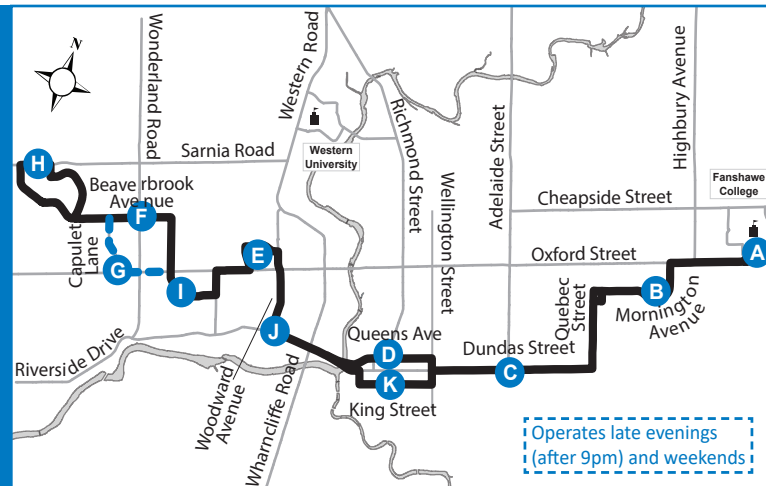 N
Wonderland Road
Western Road
Richmond Street
Wellington Street
Adelaide Street
Highbury Avenue
Sarnia Road
Western
University
Fanshawe
College
H
Beaverbrook
Avenue
F
Cheapside Street
Capulet
Lane
G
E
Oxford Street
A
I
B
Quebec
Street
Mornington
Avenue
J
Queens Ave
D
Dundas Street
C
Riverside Drive
Woodward
Avenue
Wharncliffe Road
K
King Street
Operates late evenings
(after 9pm) and weekends